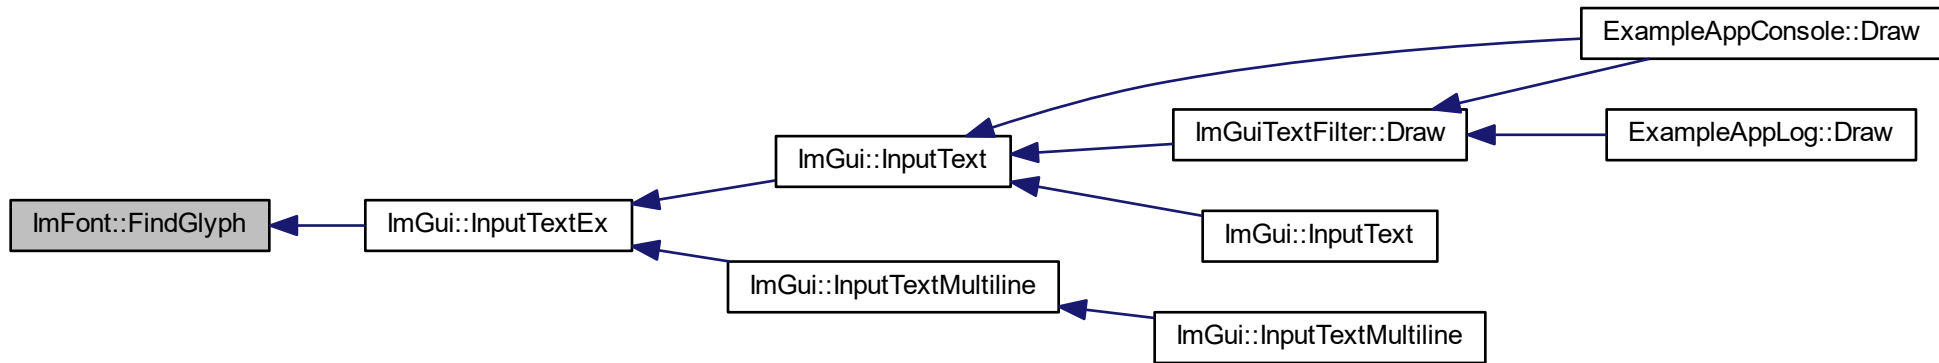 ImFont::FindGlyph
ImGui::InputTextEx
ImGui::InputText
ImGui::InputTextMultiline
ExampleAppConsole::Draw
ImGuiTextFilter::Draw
ExampleAppLog::Draw
ImGui::InputText
ImGui::InputTextMultiline